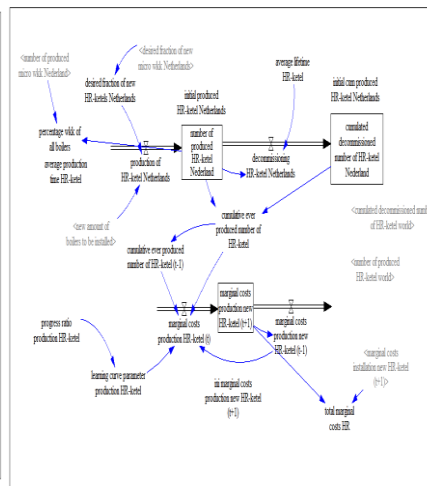 <number of produced
micro wkk Nederland>
<desired fraction of new
micro wkk Netherlands>
desired fraction of new
HR-ketels Netherlands
initial produced
HR-ketel Netherlands
average lifetime
HR-ketel
initial cum produced
HR-ketel Netherlands
percentage wkk of
all boilers
average production
time HR-ketel
production of
HR-ketel Netherlands
number of
produced
HR-ketel
Nederland
decommissioning
HR-ketel Netherlands
cumulated
decommissioned
number of HR-ketel
Nederland
<new amount of
boilers to be installed>
cumulative ever
produced number of
HR-ketel
<cumulated decommissioned numb
of HR-ketel world>
cumulative ever produced
number of HR-ketel (t-1)
<number of produced
HR-ketel world>
progress ratio
production HR-ketel
marginal costs
production HR-ketel (t)
marginal costs
production new
HR-ketel (t+1)
marginal costs
production new
HR-ketel (t-1)
<marginal costs
installation new HR-ketel
(t+1)>
learning curve parameter
production HR-ketel
ini marginal costs
production new HR-ketel
(t+1)
total marginal
costs HR